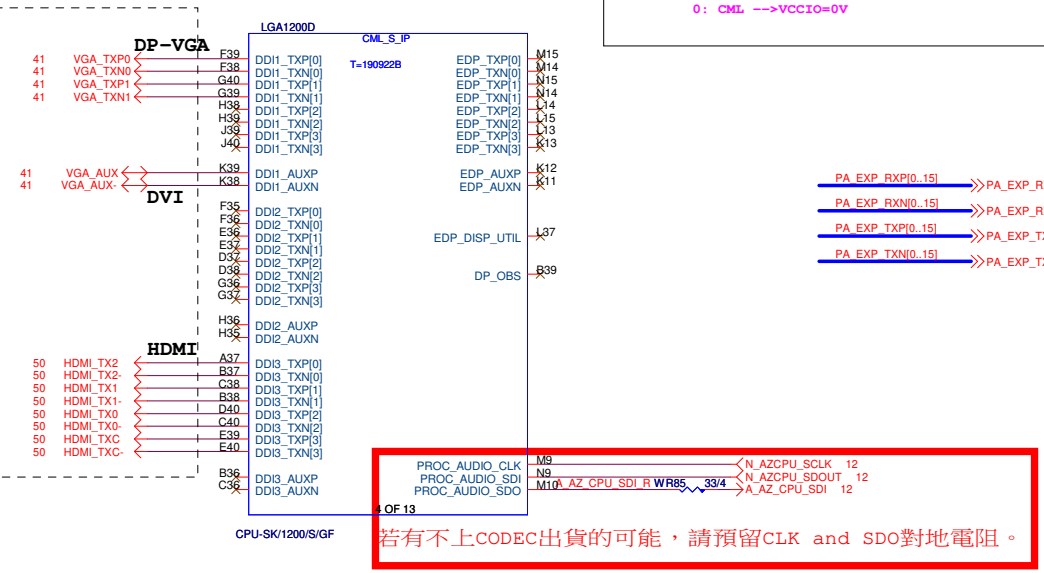 0: CML -->VCCIO=0V
LGA1200D
CML_S_IP
T=190922B
DP-VGA
41 VGA_TXP0 F39 DDI1_TXP[0] EDP_TXP[0] M15
41 VGA_TXN0 F38 DDI1_TXN[0] EDP_TXN[0] M14
41 VGA_TXP1 G40 DDI1_TXP[1] EDP_TXP[1] N15
41 VGA_TXN1 G39 DDI1_TXN[1] EDP_TXN[1] N14
H38 DDI1_TXP[2] EDP_TXP[2] L14
H39 DDI1_TXN[2] EDP_TXN[2] L15
J39 DDI1_TXP[3] EDP_TXP[3] L13
J40 DDI1_TXN[3] EDP_TXN[3] K13
41 VGA_AUX K39 DDI1_AUXP EDP_AUXP K12
41 VGA_AUX- K38 DDI1_AUXN EDP_AUXN K11
PA_EXP_RXP[0..15] PA_EXP_R
PA_EXP_RXN[0..15] PA_EXP_R
PA_EXP_TXP[0..15] PA_EXP_TX
PA_EXP_TXN[0..15] PA_EXP_TX
DVI
F35 DDI2_TXP[0]
F36 DDI2_TXN[0]
E36 DDI2_TXP[1] EDP_DISP_UTIL L37
E37 DDI2_TXN[1]
D37 DDI2_TXP[2]
D38 DDI2_TXN[2] DP_OBS B39
G36 DDI2_TXP[3]
G37 DDI2_TXN[3]
H36 DDI2_AUXP
H35 DDI2_AUXN
HDMI
50 HDMI_TX2 A37 DDI3_TXP[0]
50 HDMI_TX2- B37 DDI3_TXN[0]
50 HDMI_TX1 C38 DDI3_TXP[1]
50 HDMI_TX1- B38 DDI3_TXN[1]
50 HDMI_TX0 D40 DDI3_TXP[2]
50 HDMI_TX0- C40 DDI3_TXN[2]
50 HDMI_TXC E39 DDI3_TXP[3]
50 HDMI_TXC- E40 DDI3_TXN[3]
B36 DDI3_AUXP
C36 DDI3_AUXN
PROC_AUDIO_CLK M9 N_AZCPU_SCLK 12
PROC_AUDIO_SDI N9 N_AZCPU_SDOUT 12
PROC_AUDIO_SDO M10 A_AZ_CPU_SDI_R WR85 33/4 A_AZ_CPU_SDI 12
4 OF 13
CPU-SK/1200/S/GF
若有不上CODEC出貨的可能，請預留CLK and SDO對地電阻。